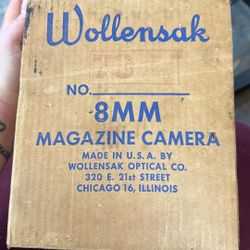 Wollensak
NO.
8MM
MAGAZINE CAMERA
MADE IN U.S.A. BY
WOLLENSAK OPTICAL CO.
320 E. 21st STREET
CHICAGO 16, ILLINOIS